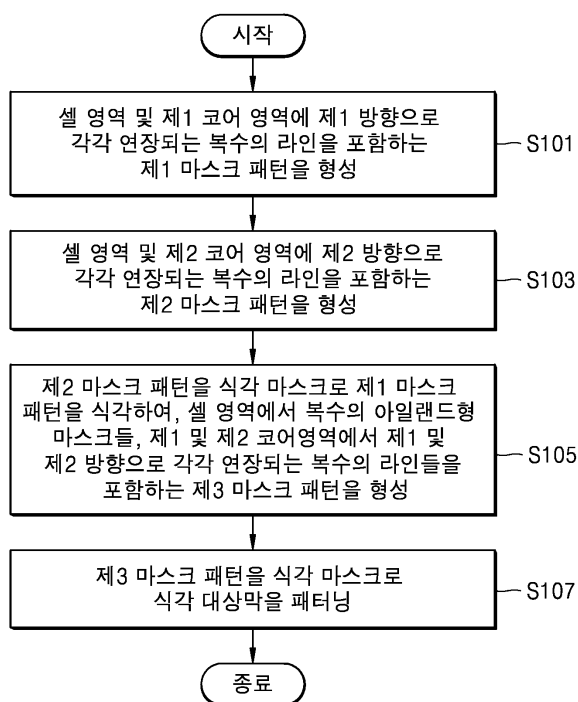 시작
셀 영역 및 제1 코어 영역에 제1 방향으로
각각 연장되는 복수의 라인을 포함하는
제1 마스크 패턴을 형성
S101
셀 영역 및 제2 코어 영역에 제2 방향으로
각각 연장되는 복수의 라인을 포함하는
제2 마스크 패턴을 형성
S103
제2 마스크 패턴을 식각 마스크로 제1 마스크
패턴을 식각하여, 셀 영역에서 복수의 아일랜드형
마스크들, 제1 및 제2 코어영역에서 제1 및
제2 방향으로 각각 연장되는 복수의 라인들을
포함하는 제3 마스크 패턴을 형성
S105
제3 마스크 패턴을 식각 마스크로
식각 대상막을 패터닝
S107
종료